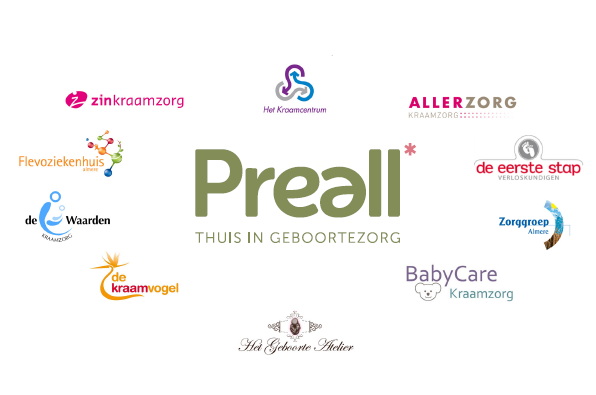 Het Kraamcentrum
zinkraamzorg
ALLERZORG
KRAAMZORG
Flevoziekenhuis
almere
Preall*
THUIS IN GEBOORTEZORG
de eerste stap
VERLOSKUNDIGEN
de Waarden
KRAAMZORG
Zorggroep
Almere
de
kraamvogel
BabyCare
Kraamzorg
Het Geboorte Atelier